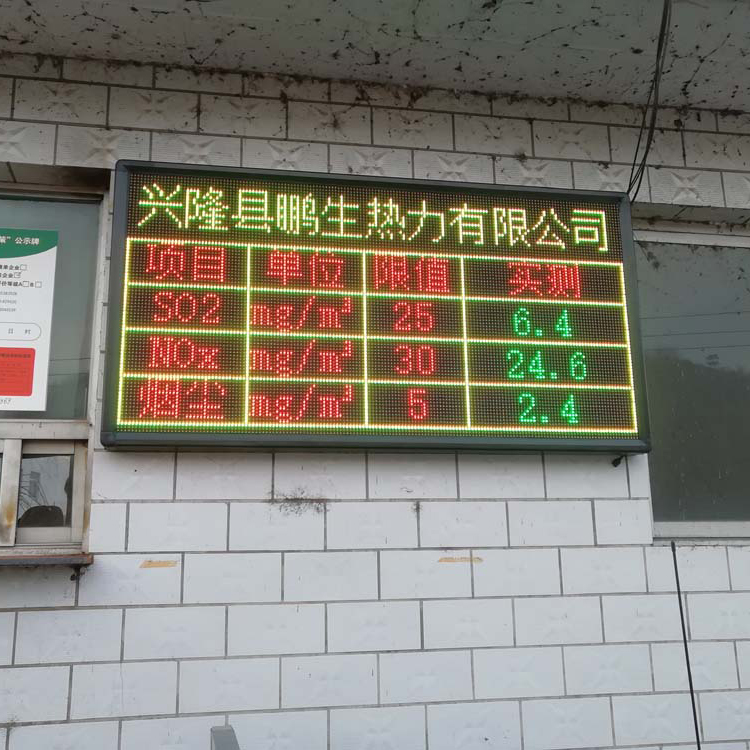 兴隆县鹏生热力有限公司
项目 单位 限值 实测
SO2 mg/m³ 25 6.4
NOx mg/m³ 30 24.6
烟尘 mg/m³ 5 2.4
公示牌